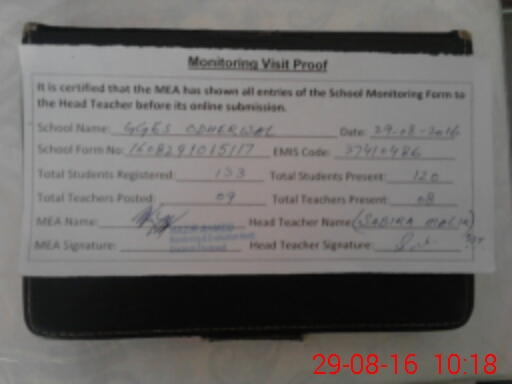 Monitoring Visit Proof
It is certified that the MEA has shown all entries of the School Monitoring Form to
the Head Teacher before its online submission.
School Name: GGES ODHERWAL Date: 29-08-2016
School Form No: 1608291015117 EMIS Code: 37410486
Total Students Registered: 133 Total Students Present: 120
Total Teachers Posted: 09 Total Teachers Present: 08
MEA Name: Head Teacher Name (SABIRA
MEA Signature: Head Teacher Signature:
29-08-16 10:18